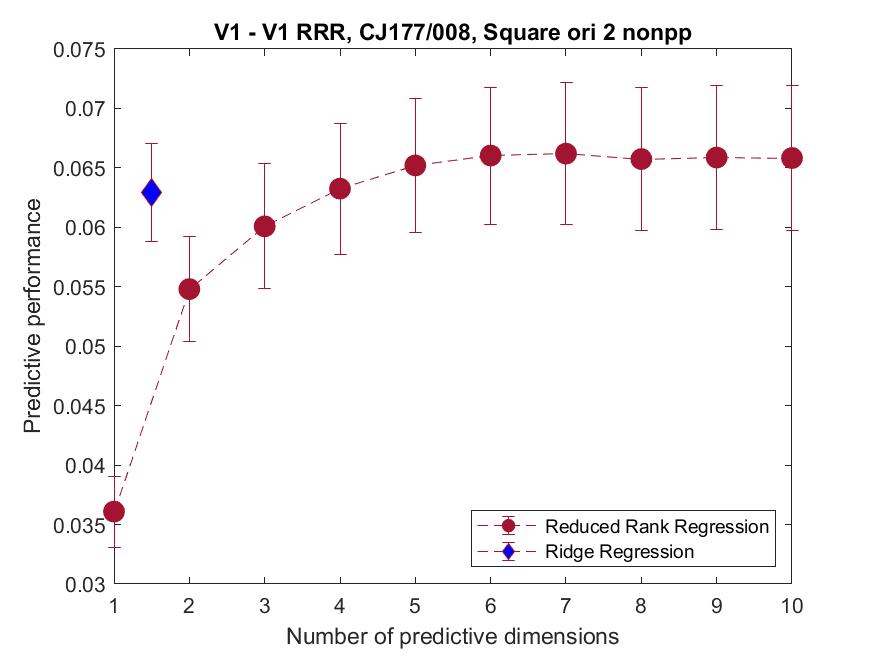 V1 - V1 RRR, CJ177/008, Square ori 2 nonpp
Predictive performance
0.075
0.07
0.065
0.06
0.055
0.05
0.045
0.04
0.035
0.03
1 2 3 4 5 6 7 8 9 10
Number of predictive dimensions
Reduced Rank Regression
Ridge Regression